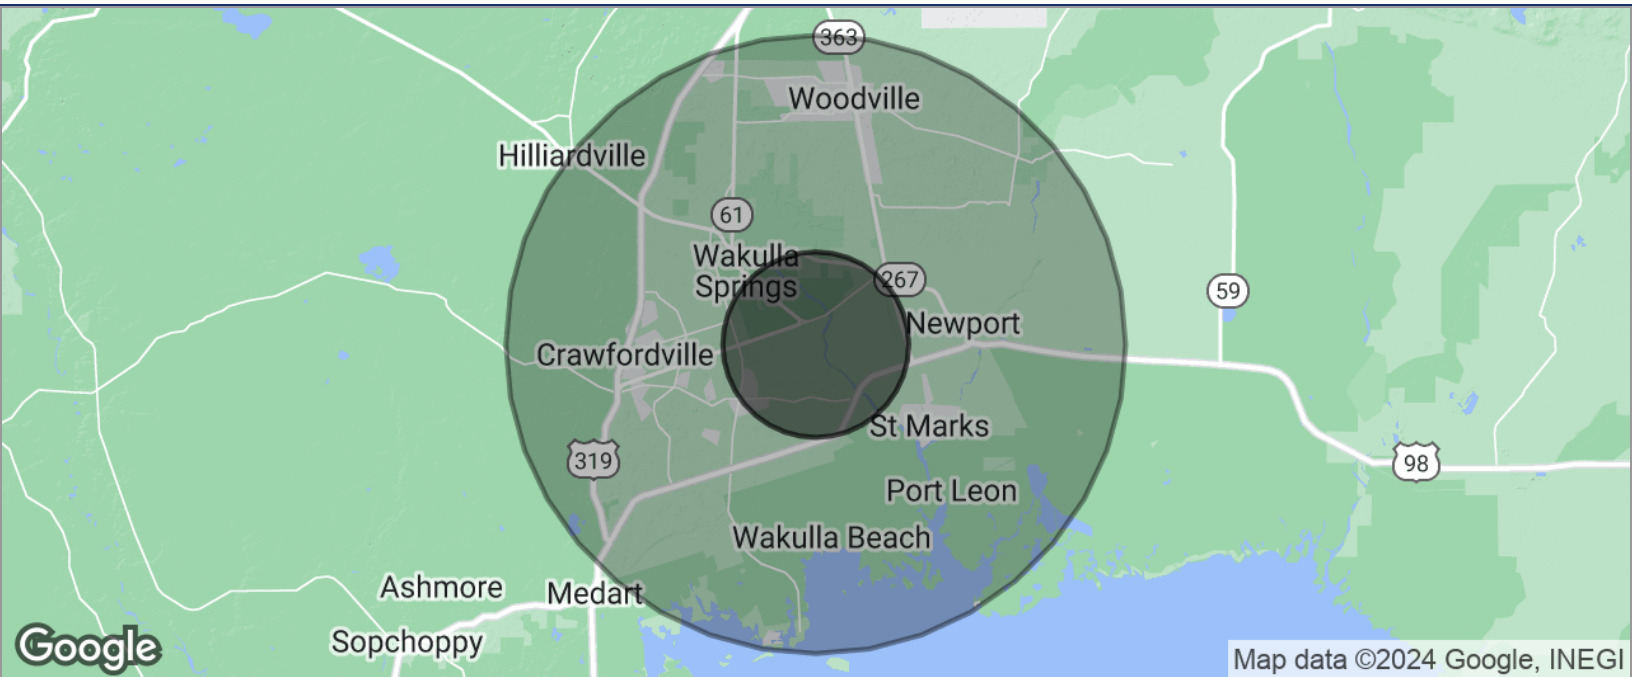 363
Woodville
Hilliardville
61
Wakulla
Springs
267
59
Newport
Crawfordville
St Marks
319
98
Port Leon
Wakulla Beach
Ashmore
Medart
Sopchoppy
Google
Map data ©2024 Google, INEGI